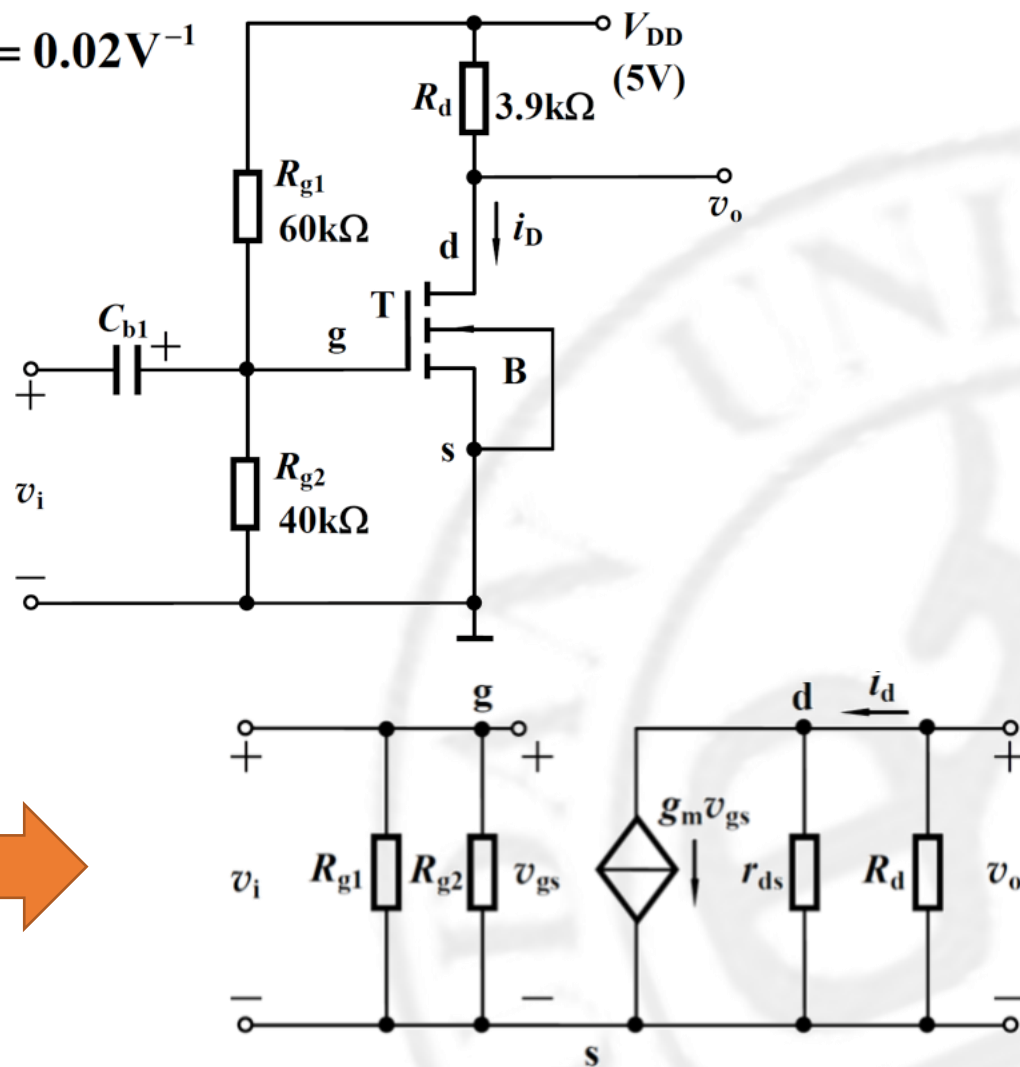 = 0.02V⁻¹
V_DD
(5V)
R_d 3.9kΩ
R_g1
60kΩ
v_o
d
i_D
T
C_b1
+
g
B
+
s
R_g2
v_i
40kΩ
−
g
d
i_d
+
+
+
g_m v_gs
v_i
R_g1
R_g2
v_gs
r_ds
R_d
v_o
−
−
−
s
UNI